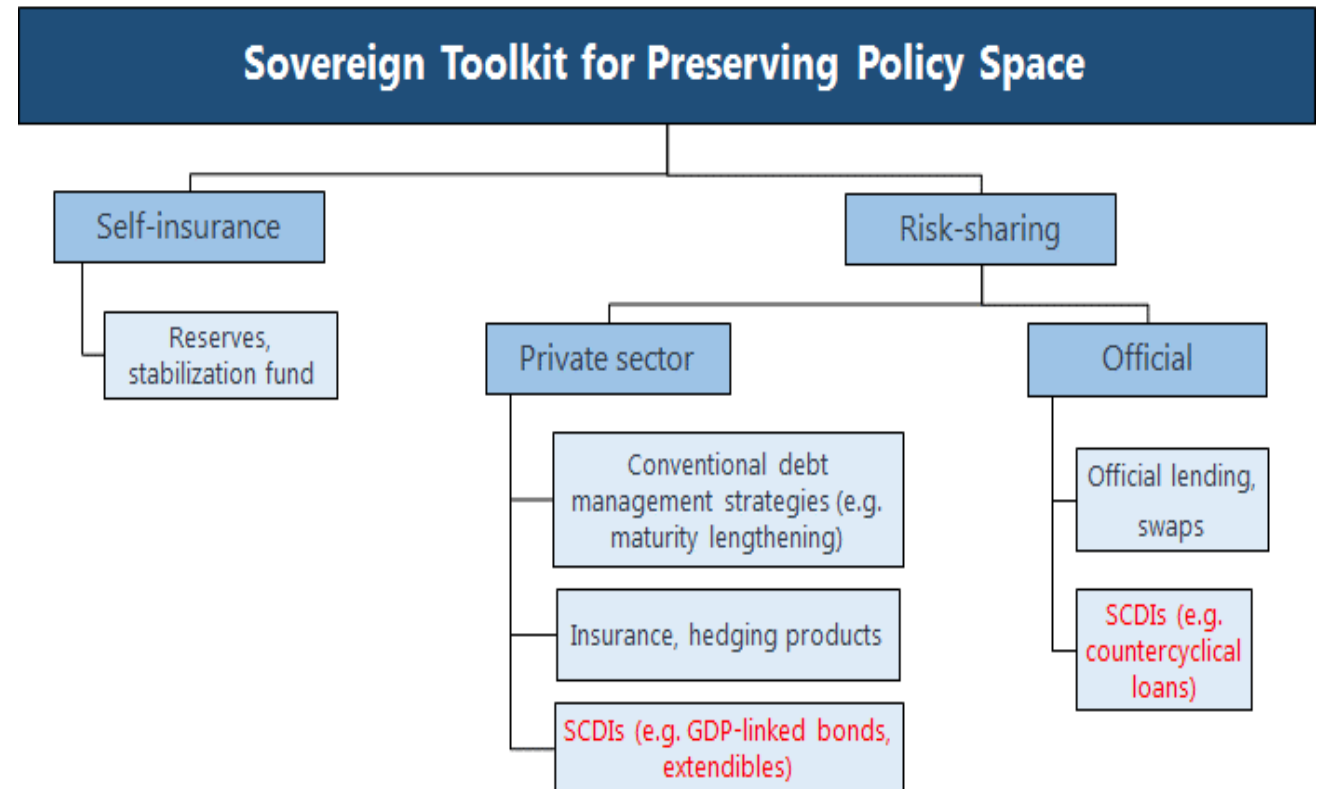 Sovereign Toolkit for Preserving Policy Space
Self-insurance
Risk-sharing
Reserves,
stabilization fund
Private sector
Official
Conventional debt
management strategies (e.g.
maturity lengthening)
Official lending,
swaps
Insurance, hedging products
SCDIs (e.g.
countercyclical
loans)
SCDIs (e.g. GDP-linked bonds,
extendibles)